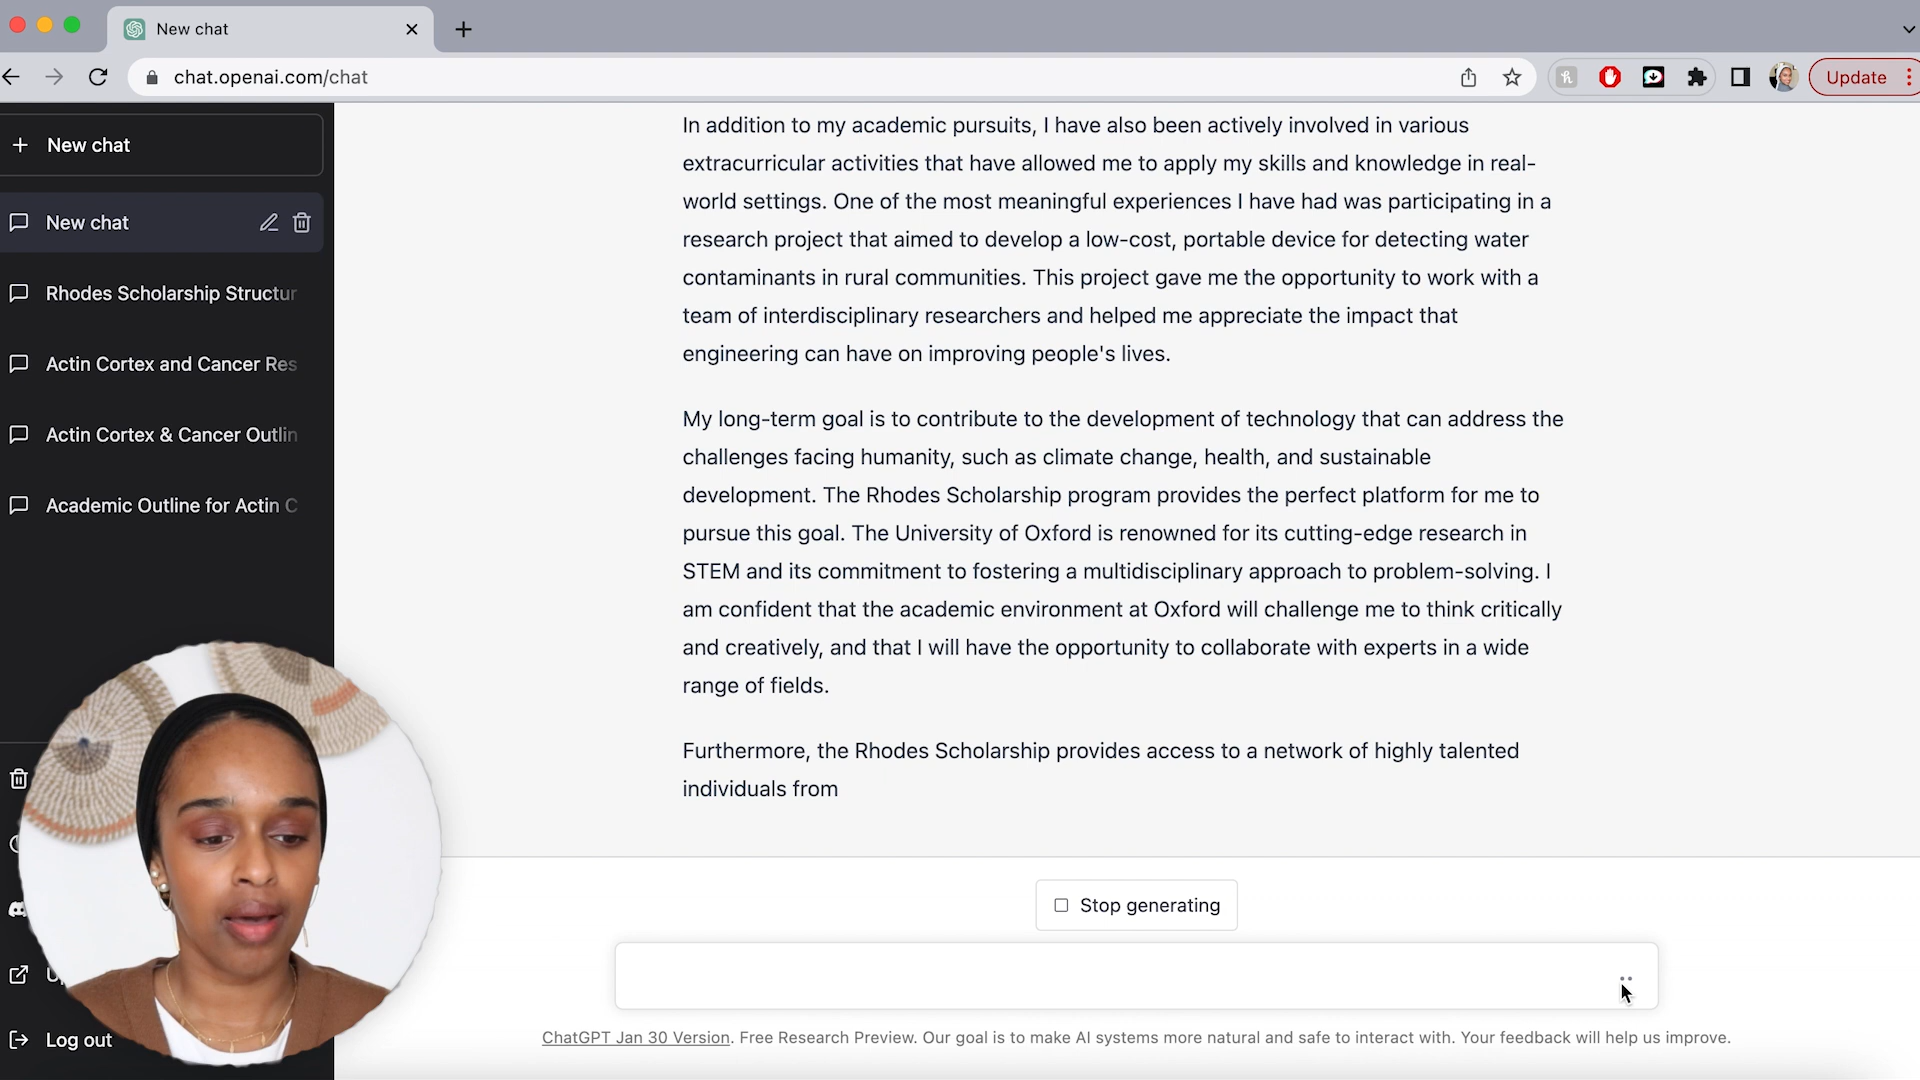 New chat
chat.openai.com/chat
Update
New chat
New chat
Rhodes Scholarship Structur
Actin Cortex and Cancer Res
Actin Cortex & Cancer Outlin
Academic Outline for Actin C
Log out
In addition to my academic pursuits, I have also been actively involved in various
extracurricular activities that have allowed me to apply my skills and knowledge in real-
world settings. One of the most meaningful experiences I have had was participating in a
research project that aimed to develop a low-cost, portable device for detecting water
contaminants in rural communities. This project gave me the opportunity to work with a
team of interdisciplinary researchers and helped me appreciate the impact that
engineering can have on improving people's lives.
My long-term goal is to contribute to the development of technology that can address the
challenges facing humanity, such as climate change, health, and sustainable
development. The Rhodes Scholarship program provides the perfect platform for me to
pursue this goal. The University of Oxford is renowned for its cutting-edge research in
STEM and its commitment to fostering a multidisciplinary approach to problem-solving. I
am confident that the academic environment at Oxford will challenge me to think critically
and creatively, and that I will have the opportunity to collaborate with experts in a wide
range of fields.
Furthermore, the Rhodes Scholarship provides access to a network of highly talented
individuals from
Stop generating
ChatGPT Jan 30 Version. Free Research Preview. Our goal is to make AI systems more natural and safe to interact with. Your feedback will help us improve.